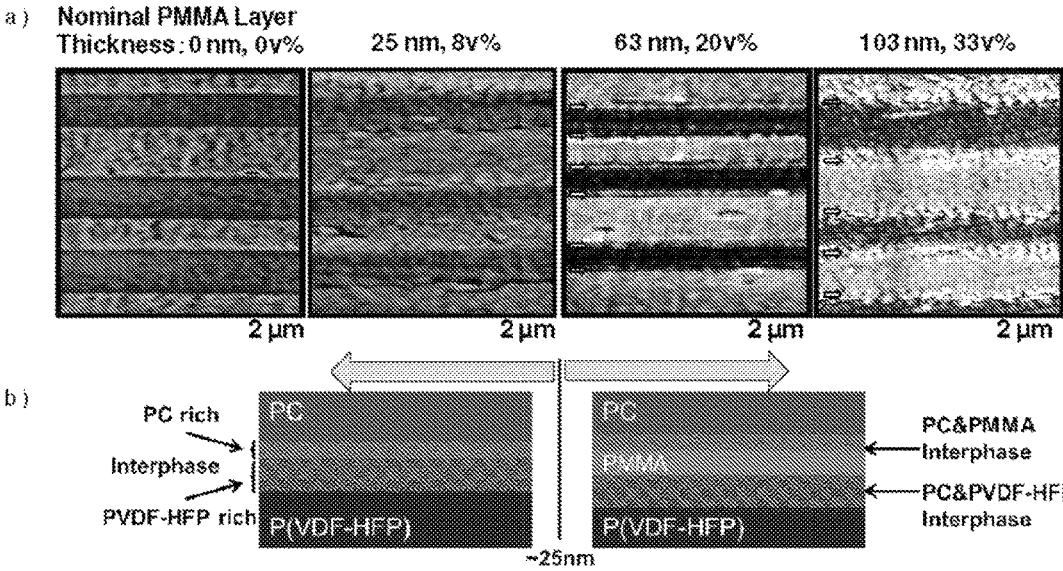 a)
Nominal PMMA Layer
Thickness: 0 nm, 0v% 25 nm, 8v% 63 nm, 20v% 103 nm, 33v%
2 µm 2 µm 2 µm 2 µm
b)
PC rich
Interphase
PVDF-HFP rich
PC
P(VDF-HFP)
~25nm
PC
PMMA
P(VDF-HFP)
PC&PMMA
Interphase
PC&PVDF-HF
Interphase